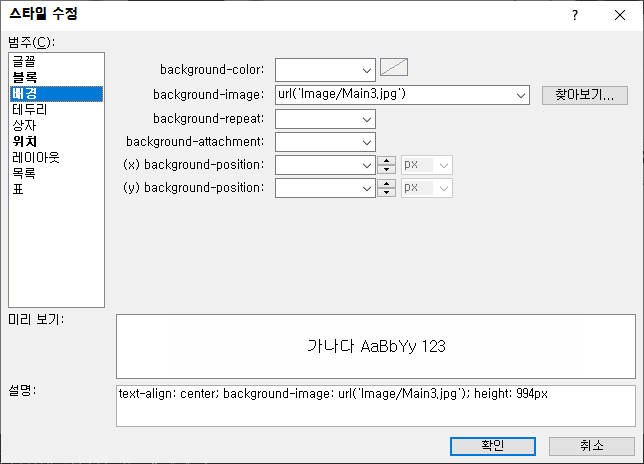 스타일 수정
? ×
범주(C):
글꼴
블록
배경
테두리
상자
위치
레이아웃
목록
표
background-color:
background-image: url('Image/Main3.jpg') 찾아보기...
background-repeat:
background-attachment:
(x) background-position: px
(y) background-position: px
미리 보기:
가나다 AaBbYy 123
설명:
text-align: center; background-image: url('Image/Main3.jpg'); height: 994px
확인 취소